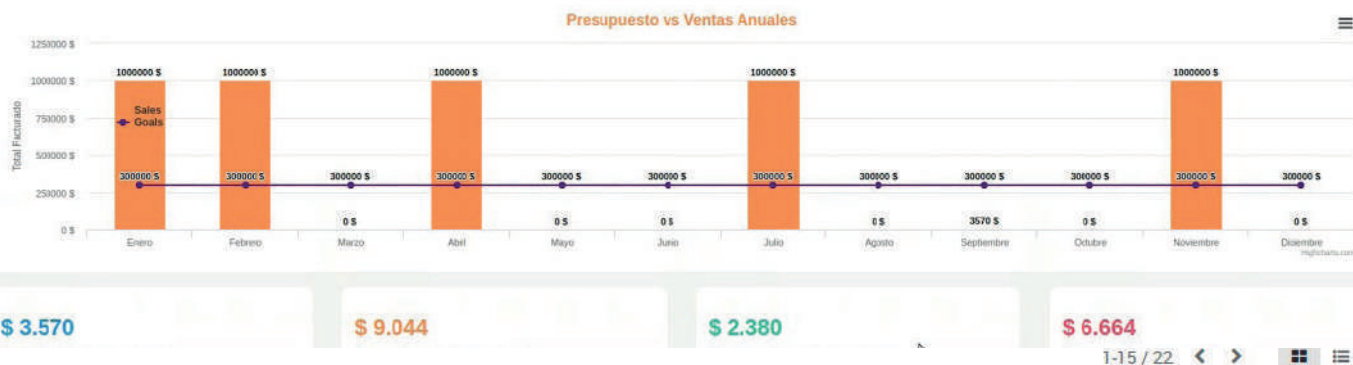 Presupuesto vs Ventas Anuales
1250000 $
1000000 $
750000 $
500000 $
250000 $
0 $
Total Facturado
1000000 $ 1000000 $ 1000000 $ 1000000 $ 1000000 $
Sales
Goals
300000 $ 300000 $ 300000 $ 300000 $ 300000 $ 300000 $ 300000 $ 300000 $ 300000 $ 300000 $ 300000 $ 300000 $
0 $ 0 $ 0 $ 0 $ 3570 $ 0 $ 0 $
Enero Febrero Marzo Abril Mayo Junio Julio Agosto Septiembre Octubre Noviembre Diciembre
Highcharts.com
$ 3.570 $ 9.044 $ 2.380 $ 6.664
1-15 / 22